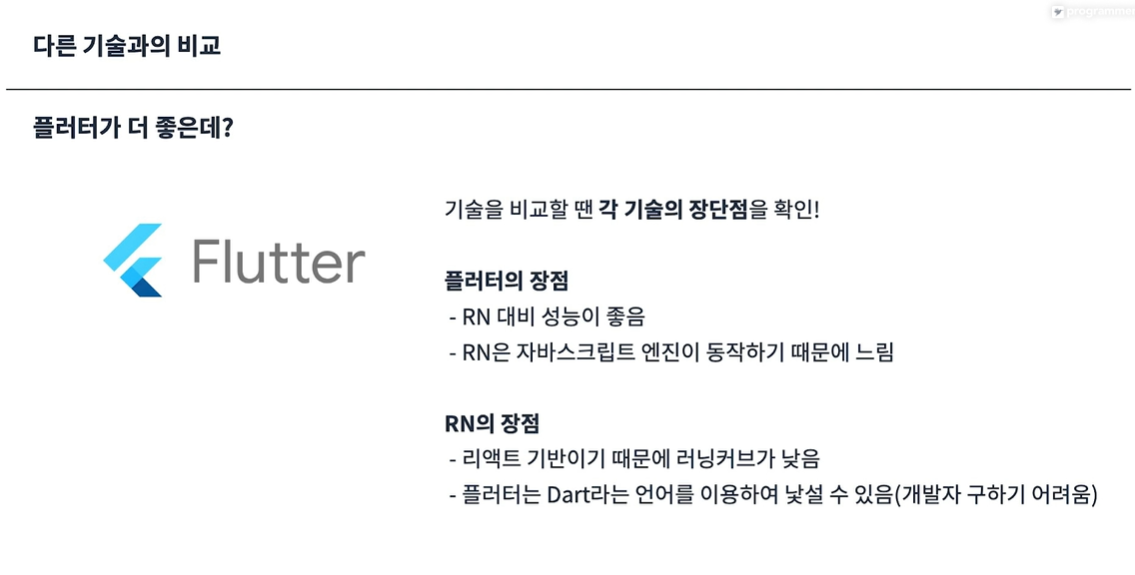 programmers
다른 기술과의 비교
플러터가 더 좋은데?
Flutter
기술을 비교할 땐 각 기술의 장단점을 확인!
플러터의 장점
- RN 대비 성능이 좋음
- RN은 자바스크립트 엔진이 동작하기 때문에 느림
RN의 장점
- 리액트 기반이기 때문에 러닝커브가 낮음
- 플러터는 Dart라는 언어를 이용하여 낯설 수 있음(개발자 구하기 어려움)